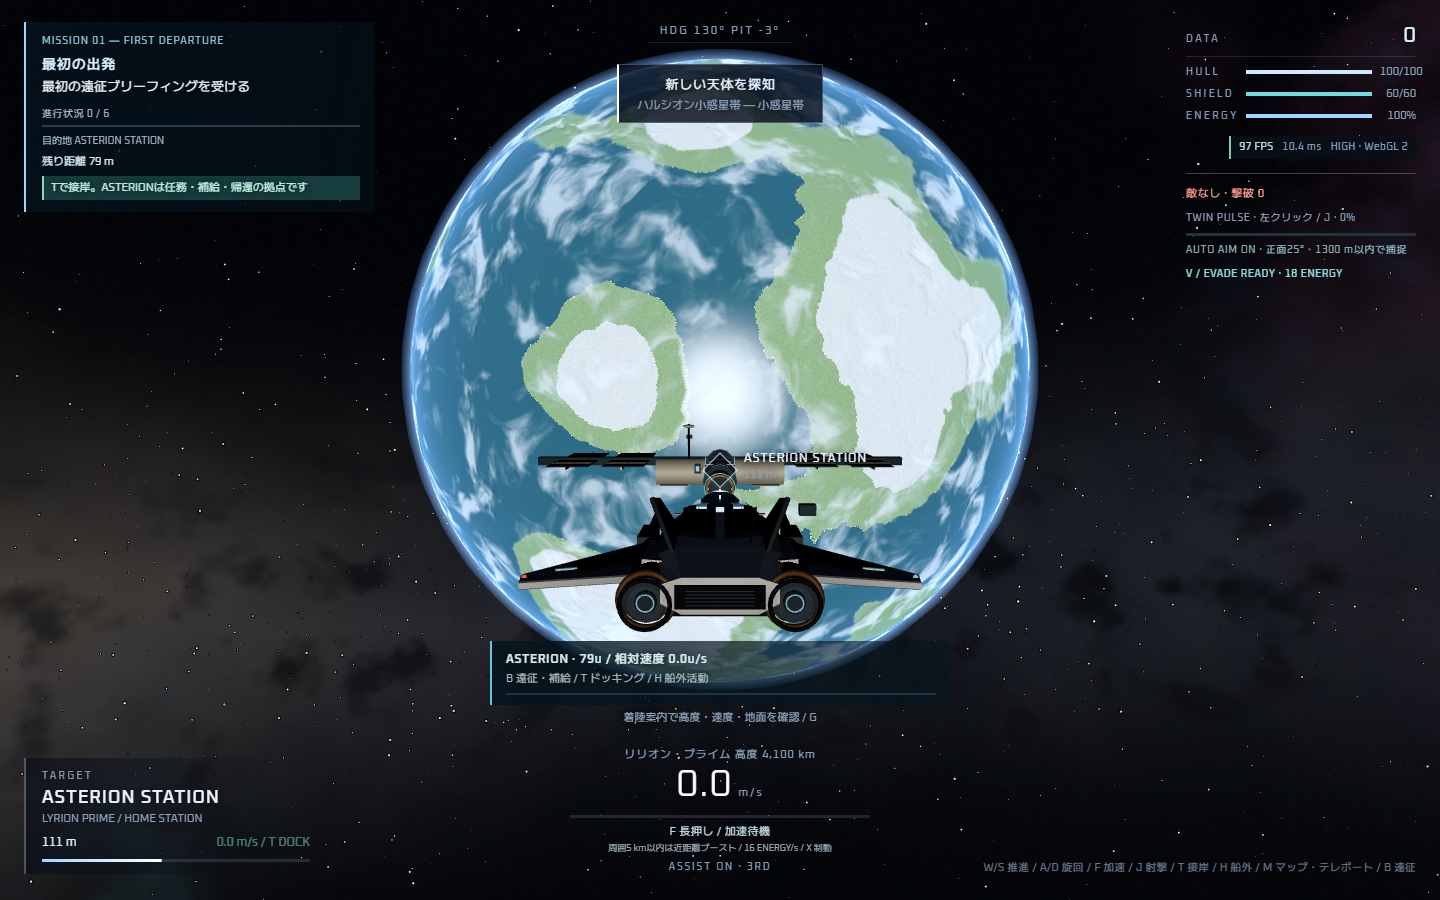 MISSION 01 — FIRST DEPARTURE
最初の出発
最初の遠征ブリーフィングを受ける
進行状況 0 / 6
目的地 ASTERION STATION
残り距離 79 m
Tで接岸。ASTERIONは任務・補給・帰還の拠点です
HDG 130° PIT -3°
新しい天体を探知
ハルシオン小惑星帯 — 小惑星帯
DATA 0
HULL 100/100
SHIELD 60/60
ENERGY 100%
97 FPS 10.4 ms HIGH · WebGL 2
敵なし · 撃破 0
TWIN PULSE · 左クリック / J · 0%
AUTO AIM ON · 正面25° · 1300 m以内で捕捉
V / EVADE READY · 18 ENERGY
ASTERION STATION
111 m
ASTERION · 79u / 相対速度 0.0u/s
B 遠征・補給 / T ドッキング / H 船外活動
着陸案内で高度・速度・地面を確認 / G
リリオン・プライム 高度 4,100 km
0.0 m/s
F 長押し / 加速待機
周囲5 km以内は近距離ブースト / 16 ENERGY/s / X 制動
ASSIST ON · 3RD
TARGET
ASTERION STATION
LYRION PRIME / HOME STATION
111 m 0.0 m/s / T DOCK
W/S 推進 / A/D 旋回 / F 加速 / J 射撃 / T 接岸 / H 船外 / M マップ・テレポート / B 遠征